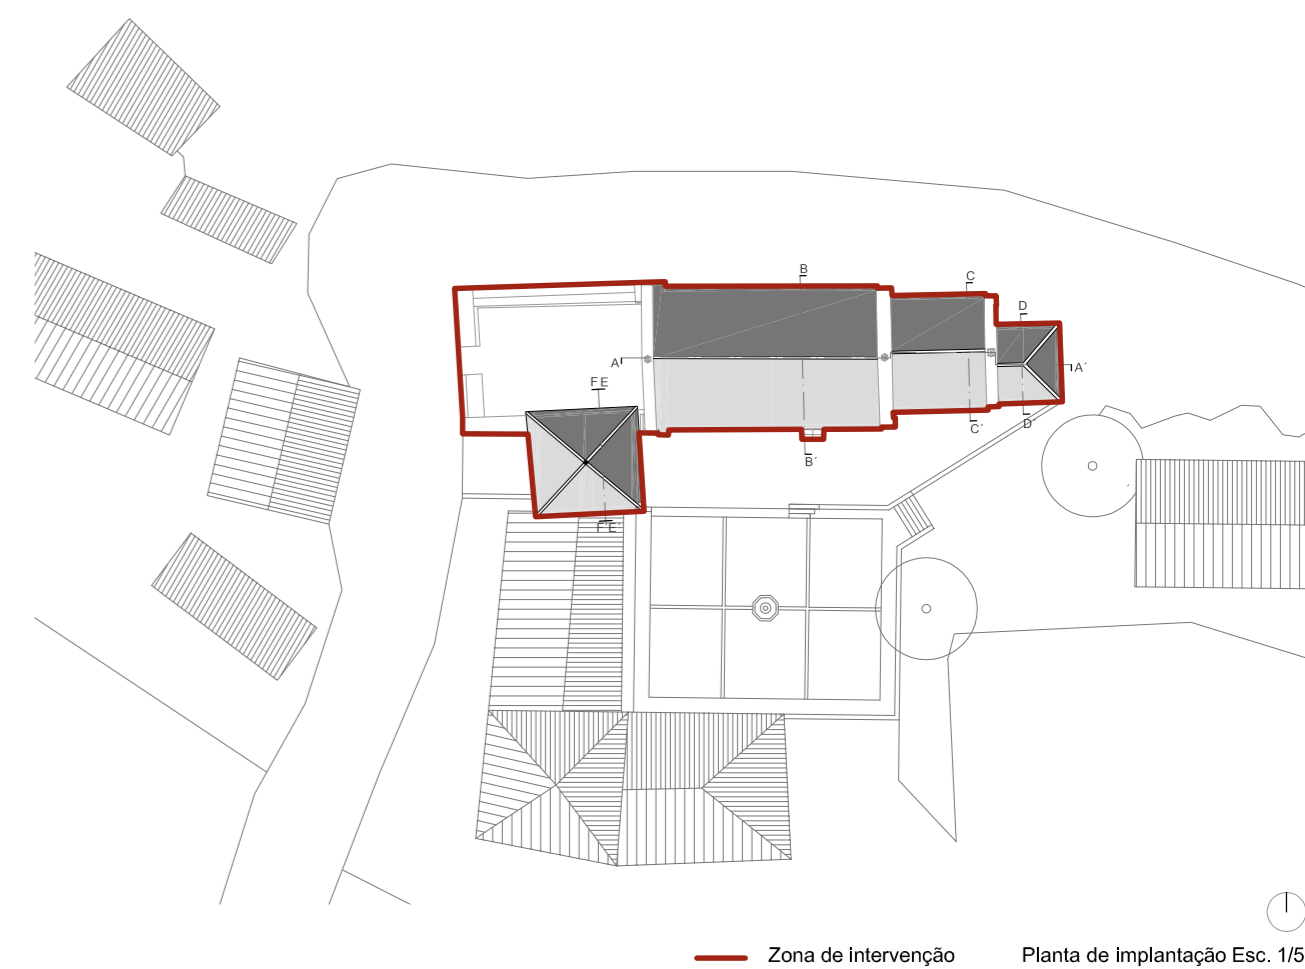 B
C
D
A
A´
F E
C´
D´
B´
F´E´
Zona de intervenção
Planta de implantação Esc. 1/5